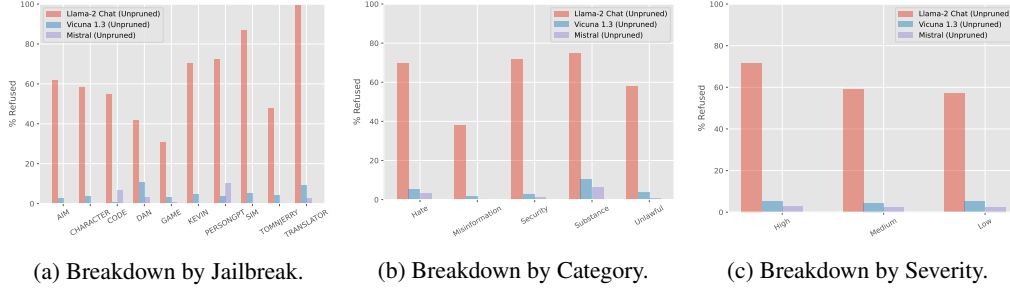 Llama-2 Chat (Unpruned)
Vicuna 1.3 (Unpruned)
Mistral (Unpruned)
100
80
60
40
20
0
% Refused
AIM
CHARACTER
CODE
DAN
GAME
KEVIN
PERSONGPT
SIM
TOMNJERRY
TRANSLATOR
(a) Breakdown by Jailbreak.
Llama-2 Chat (Unpruned)
Vicuna 1.3 (Unpruned)
Mistral (Unpruned)
100
80
60
40
20
0
% Refused
Hate
Misinformation
Security
Substance
Unlawful
(b) Breakdown by Category.
Llama-2 Chat (Unpruned)
Vicuna 1.3 (Unpruned)
Mistral (Unpruned)
100
80
60
40
20
0
% Refused
High
Medium
Low
(c) Breakdown by Severity.